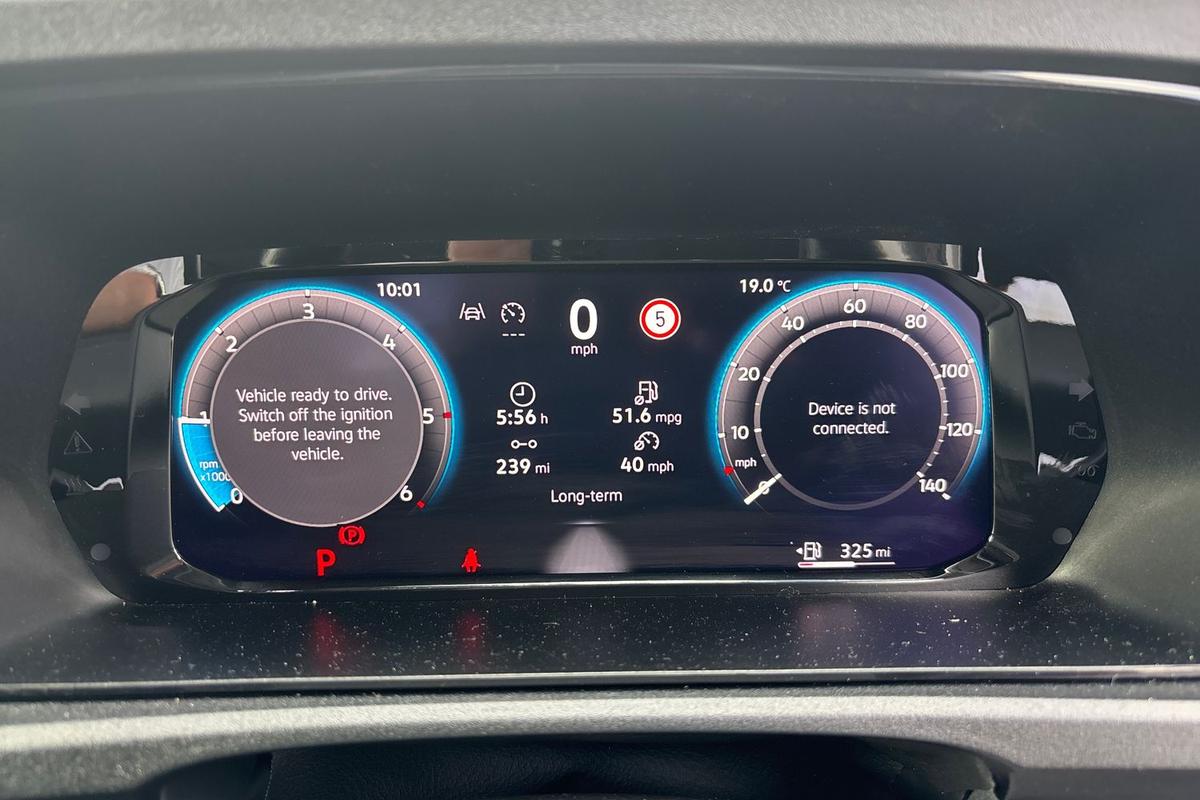 10:01
19.0 °C
0
mph
5
0
1
2
3
4
5
6
rpm
x1000
Vehicle ready to drive.
Switch off the ignition
before leaving the
vehicle.
5:56 h
51.6 mpg
239 mi
40 mph
Long-term
0
10
20
40
60
80
100
120
140
mph
Device is not
connected.
P
(P)
325 mi